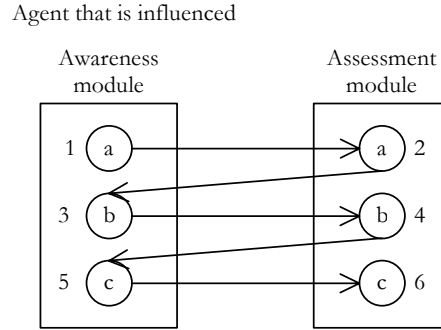 Agent that is influenced
Awareness
module
Assessment
module
1 a a 2
3 b b 4
5 c c 6